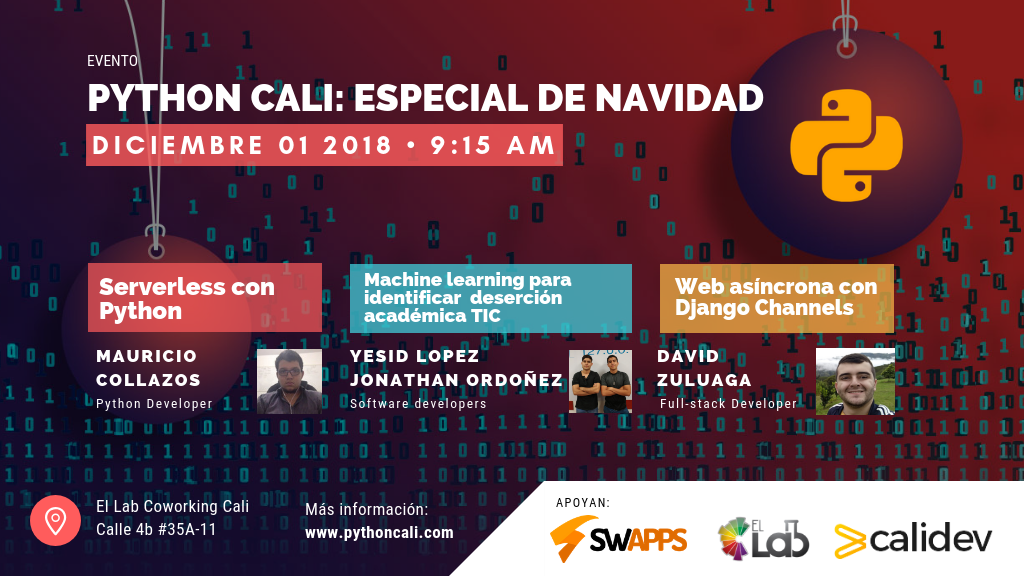 EVENTO
PYTHON CALI: ESPECIAL DE NAVIDAD
DICIEMBRE 01 2018 • 9:15 AM
Serverless con
Python
MAURICIO
COLLAZOS
Python Developer
Machine learning para
identificar deserción
académica TIC
YESID LOPEZ
JONATHAN ORDOÑEZ
Software developers
Web asíncrona con
Django Channels
DAVID
ZULUAGA
Full-stack Developer
El Lab Coworking Cali
Calle 4b #35A-11
Más información:
www.pythoncali.com
APOYAN:
SWAPPS
EL Lab
calidev